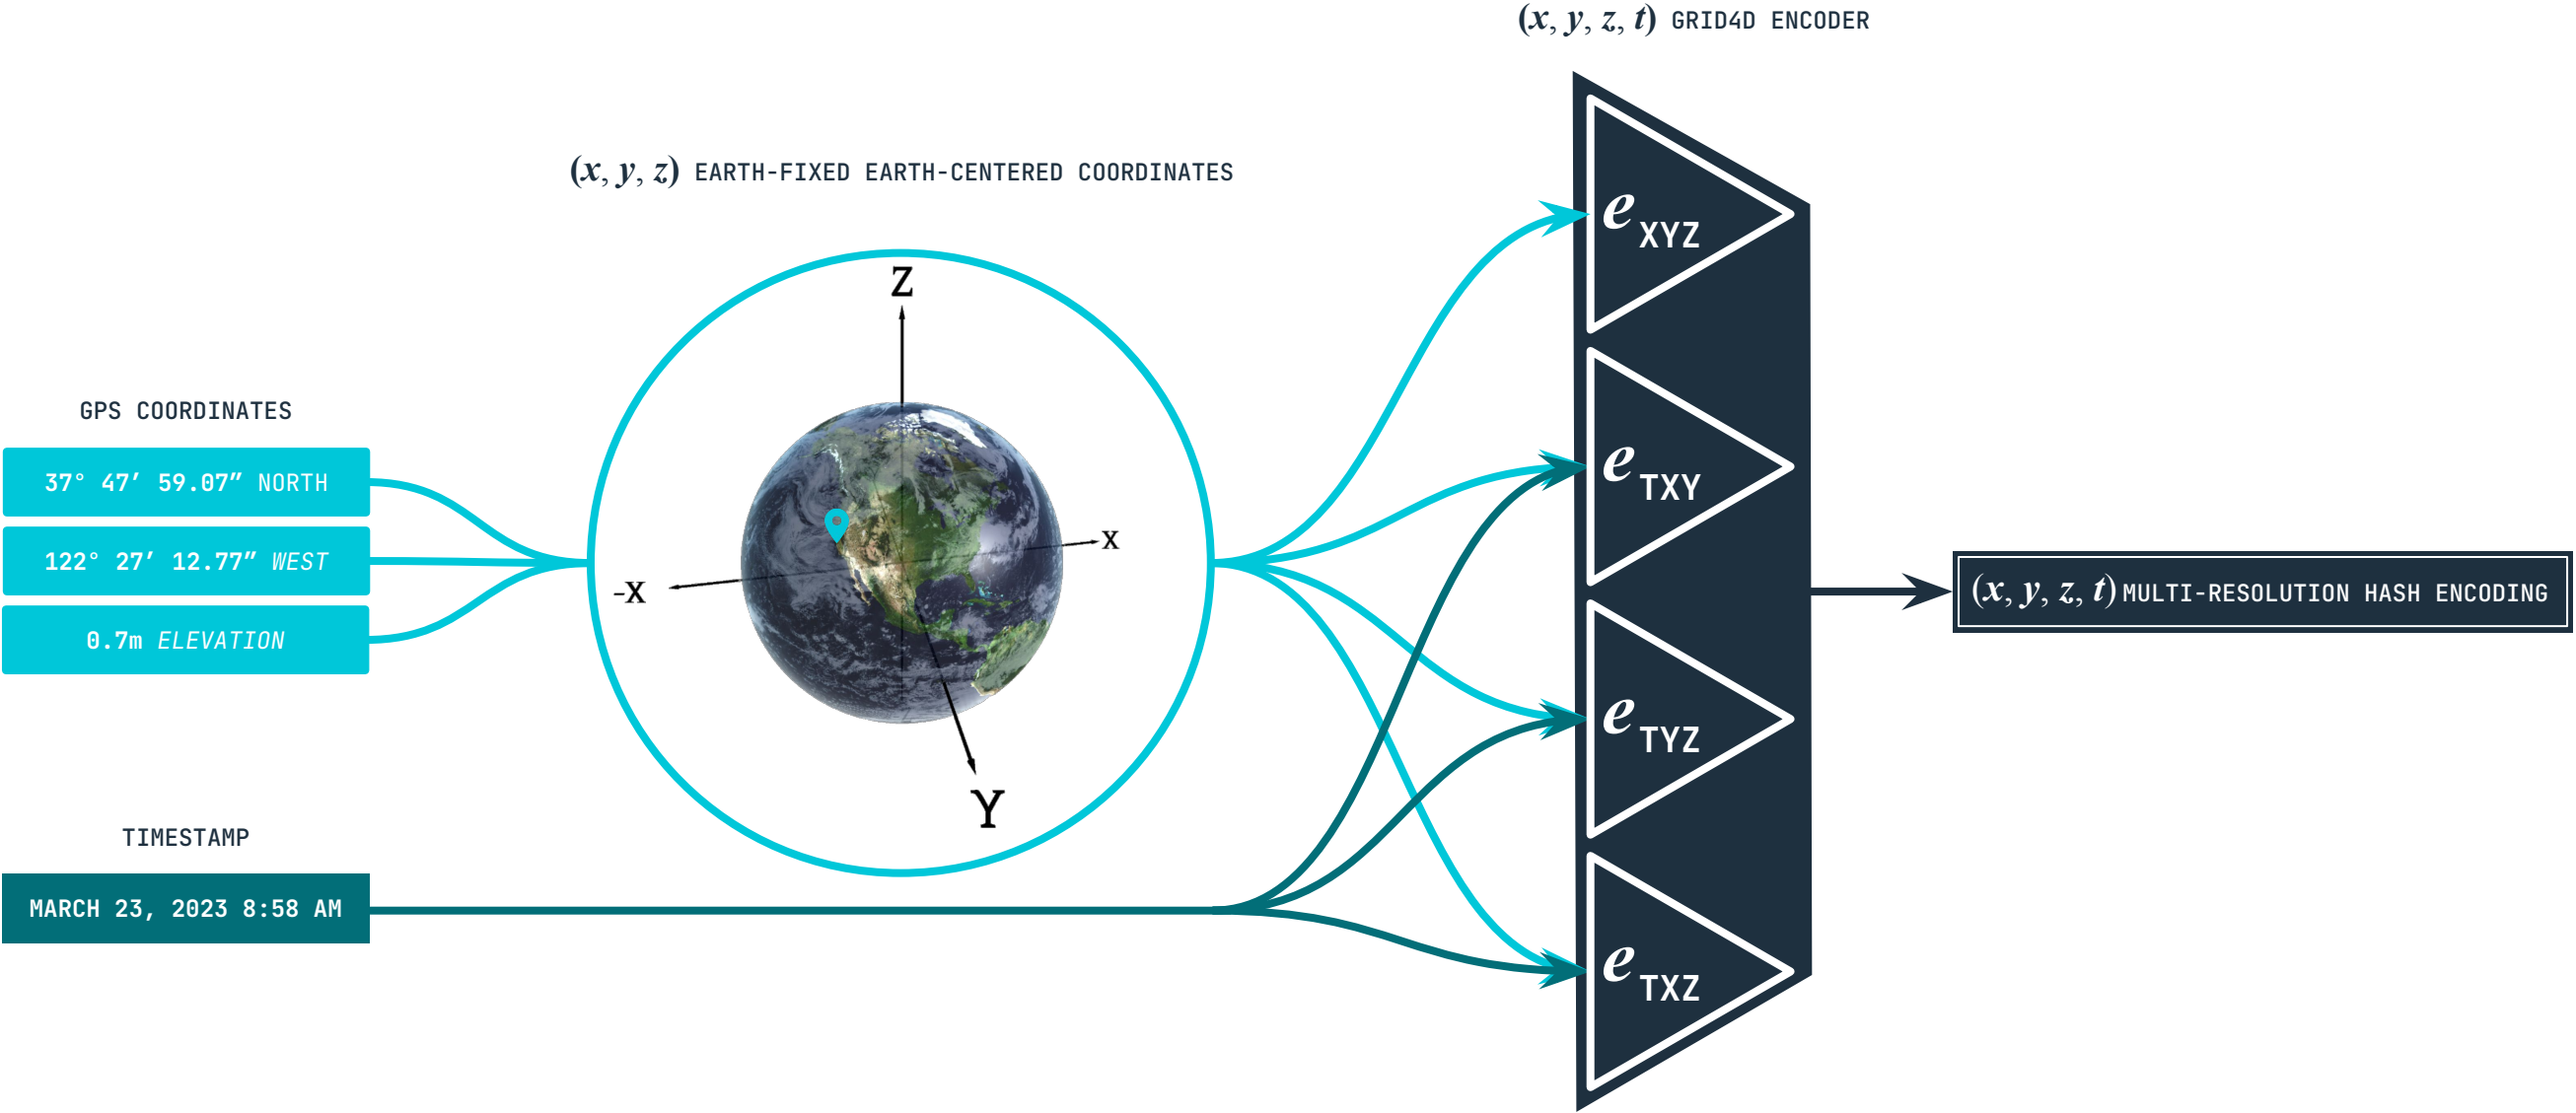 (x, y, z, t) GRID4D ENCODER
(x, y, z) EARTH-FIXED EARTH-CENTERED COORDINATES
GPS COORDINATES
37° 47′ 59.07″ NORTH
122° 27′ 12.77″ WEST
0.7m ELEVATION
TIMESTAMP
MARCH 23, 2023 8:58 AM
Z
X
-X
Y
e XYZ
e TXY
e TYZ
e TXZ
(x, y, z, t) MULTI-RESOLUTION HASH ENCODING